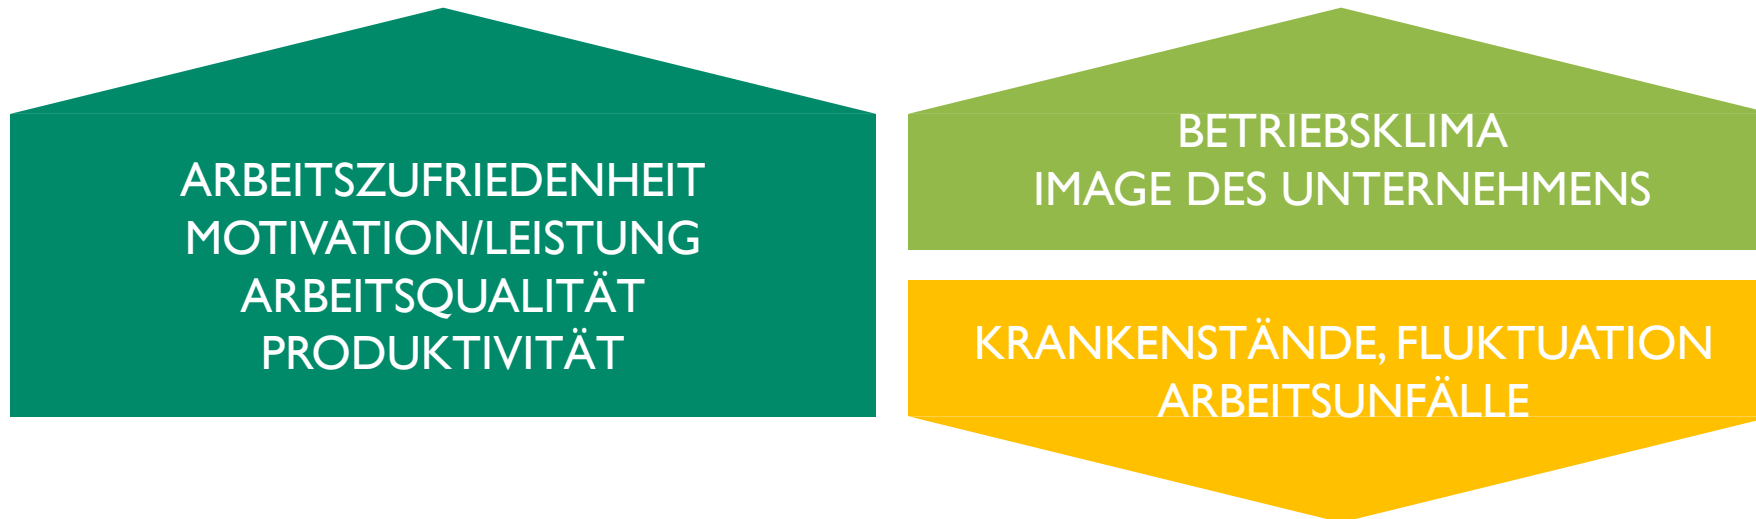 ARBEITSZUFRIEDENHEIT
MOTIVATION/LEISTUNG
ARBEITSQUALITÄT
PRODUKTIVITÄT
BETRIEBSKLIMA
IMAGE DES UNTERNEHMENS
KRANKENSTÄNDE, FLUKTUATION
ARBEITSUNFÄLLE